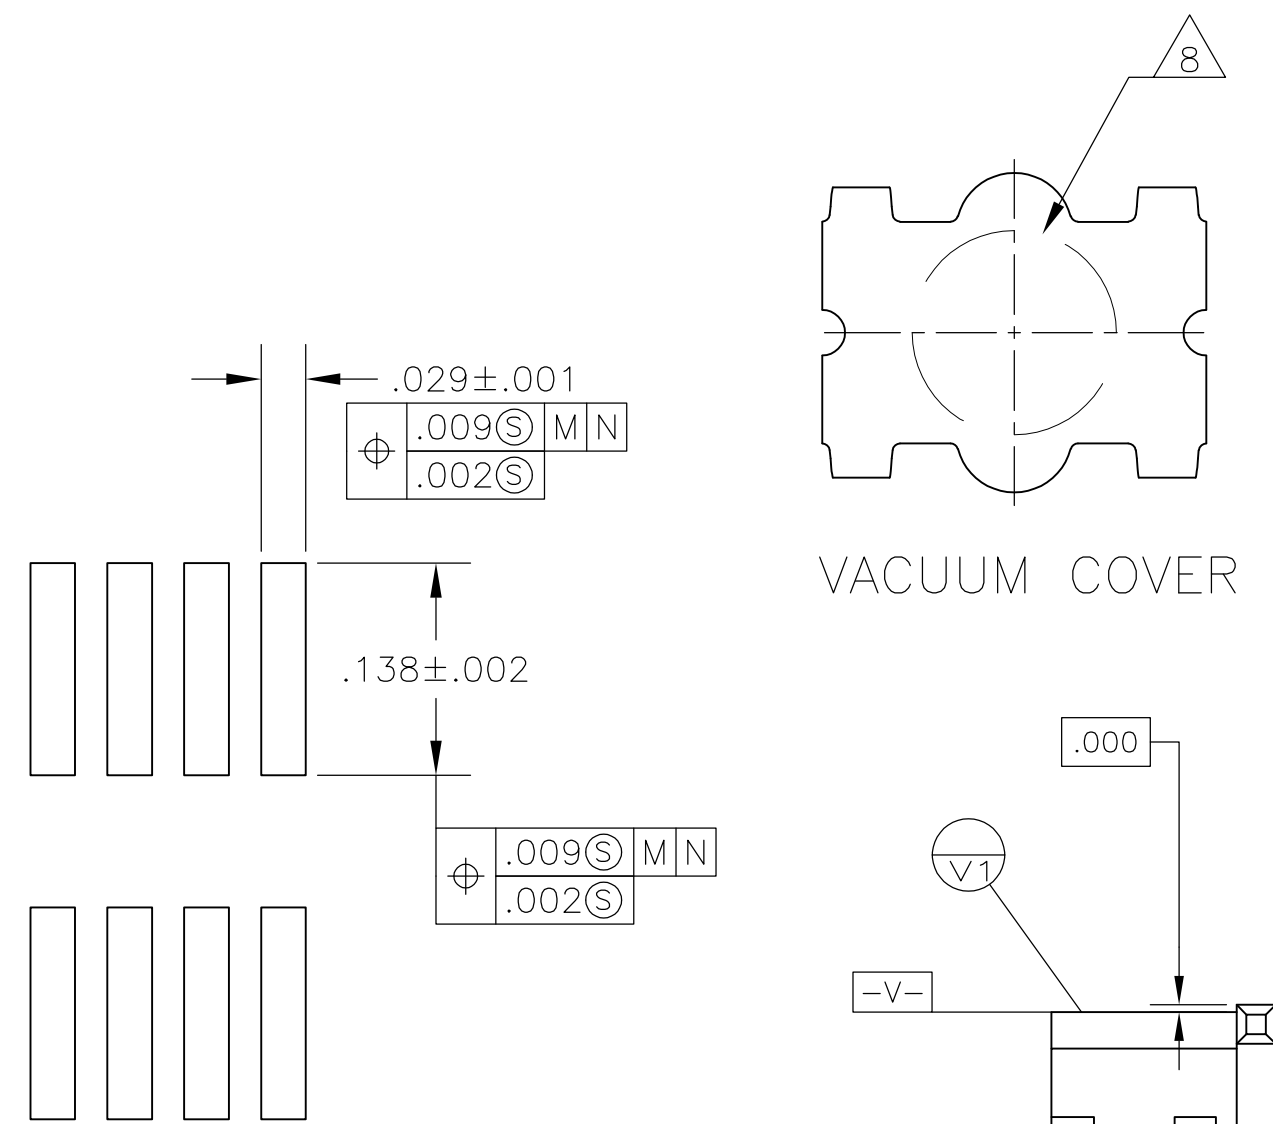 8
.029±.001
.009Ⓢ M N
.002Ⓢ
VACUUM COVER
.138±.002
.000
.009Ⓢ M N
.002Ⓢ
V1
-V-